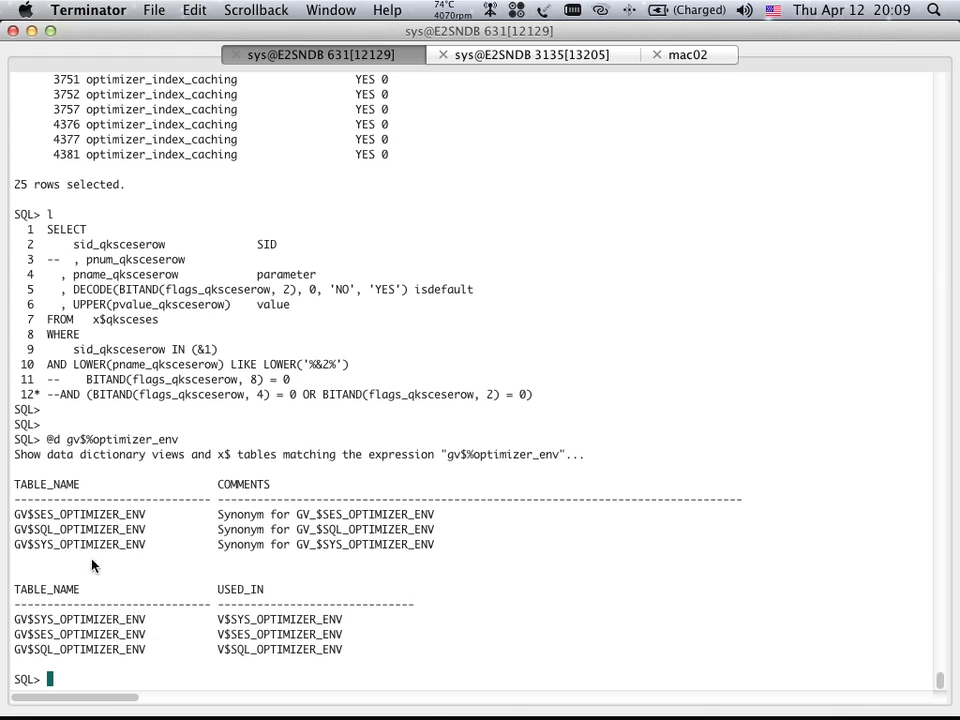 Terminator File Edit Scrollback Window Help 74°C 4070rpm (Charged) Thu Apr 12 20:09
sys@E2SNDB 631[12129]
sys@E2SNDB 631[12129] sys@E2SNDB 3135[13205] mac02
3751 optimizer_index_caching YES 0
3752 optimizer_index_caching YES 0
3757 optimizer_index_caching YES 0
4376 optimizer_index_caching YES 0
4377 optimizer_index_caching YES 0
4381 optimizer_index_caching YES 0
25 rows selected.
SQL> l
1 SELECT
2 sid_qksceserow SID
3 -- , pnum_qksceserow
4 , pname_qksceserow parameter
5 , DECODE(BITAND(flags_qksceserow, 2), 0, 'NO', 'YES') isdefault
6 , UPPER(pvalue_qksceserow) value
7 FROM x$qksceses
8 WHERE
9 sid_qksceserow IN (&1)
10 AND LOWER(pname_qksceserow) LIKE LOWER('%&2%')
11 -- BITAND(flags_qksceserow, 8) = 0
12* --AND (BITAND(flags_qksceserow, 4) = 0 OR BITAND(flags_qksceserow, 2) = 0)
SQL>
SQL>
SQL> @d gv$%optimizer_env
Show data dictionary views and x$ tables matching the expression "gv$%optimizer_env"...
TABLE_NAME COMMENTS
------------------------------ --------------------------------------------------------------------------------
GV$SES_OPTIMIZER_ENV Synonym for GV_$SES_OPTIMIZER_ENV
GV$SQL_OPTIMIZER_ENV Synonym for GV_$SQL_OPTIMIZER_ENV
GV$SYS_OPTIMIZER_ENV Synonym for GV_$SYS_OPTIMIZER_ENV
TABLE_NAME USED_IN
------------------------------ ------------------------------
GV$SYS_OPTIMIZER_ENV V$SYS_OPTIMIZER_ENV
GV$SES_OPTIMIZER_ENV V$SES_OPTIMIZER_ENV
GV$SQL_OPTIMIZER_ENV V$SQL_OPTIMIZER_ENV
SQL>